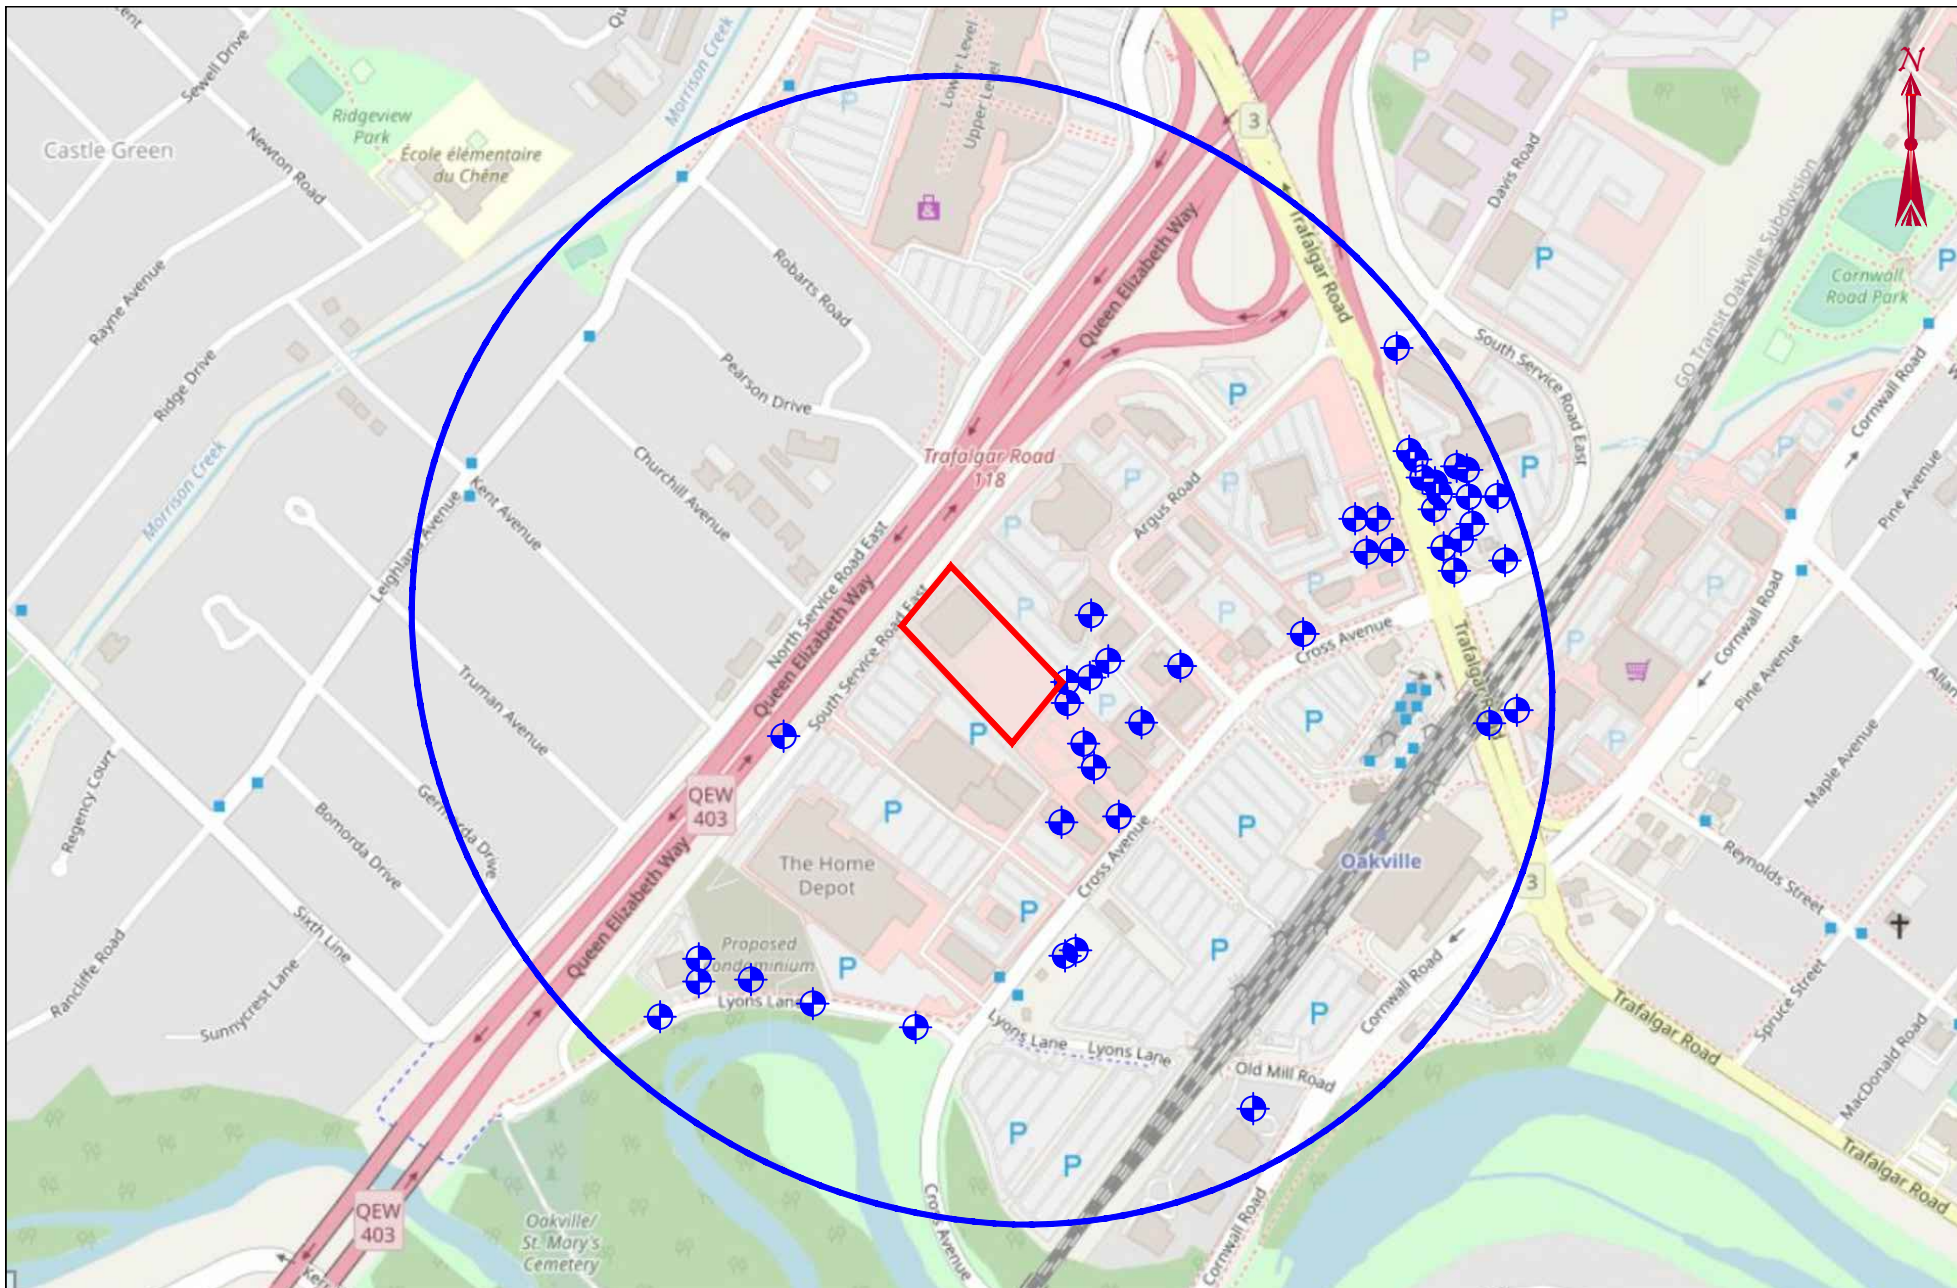 Sewell Drive
Morrison Creek
Lower Level
Upper Level
P
P
N
3
Ridgeview
Park
Castle Green
Newton Road
École élémentaire
du Chêne
Davis Road
GO Transit Oakville Subdivision
Rayne Avenue
Robarts Road
Queen Elizabeth Way
Trafalgar Road
P
P
Cornwall
Road Park
P
Ridge Drive
Pearson Drive
South Service Road East
Cornwall Road
P
Morrison Creek
Churchill Avenue
Trafalgar Road
118
P
P
P
P
Kent Avenue
Leighland Avenue
Argus Road
P
Pine Avenue
North Service Road East
Queen Elizabeth Way
South Service Road East
P
P
P
P
P
Cross Avenue
Cornwall Road
Truman Avenue
P
P
P
P
Pine Avenue
Regency Court
Bomorda Drive
QEW
403
P
P
Maple Avenue
The Home
Depot
Cross Avenue
Oakville
Reynolds Street
3
Queen Elizabeth Way
P
Rancliffe Road
Sixth Line
Sunnycrest Lane
Proposed
Condominium
P
P
Lyons Lane
Cornwall Road
Spruce Street
P
Lyons Lane
Lyons Lane
Old Mill Road
Trafalgar Road
MacDonald Road
P
P
Trafalgar Road
QEW
403
Oakville/
St. Mary's
Cemetery
Cross Avenue
Cornwall Road